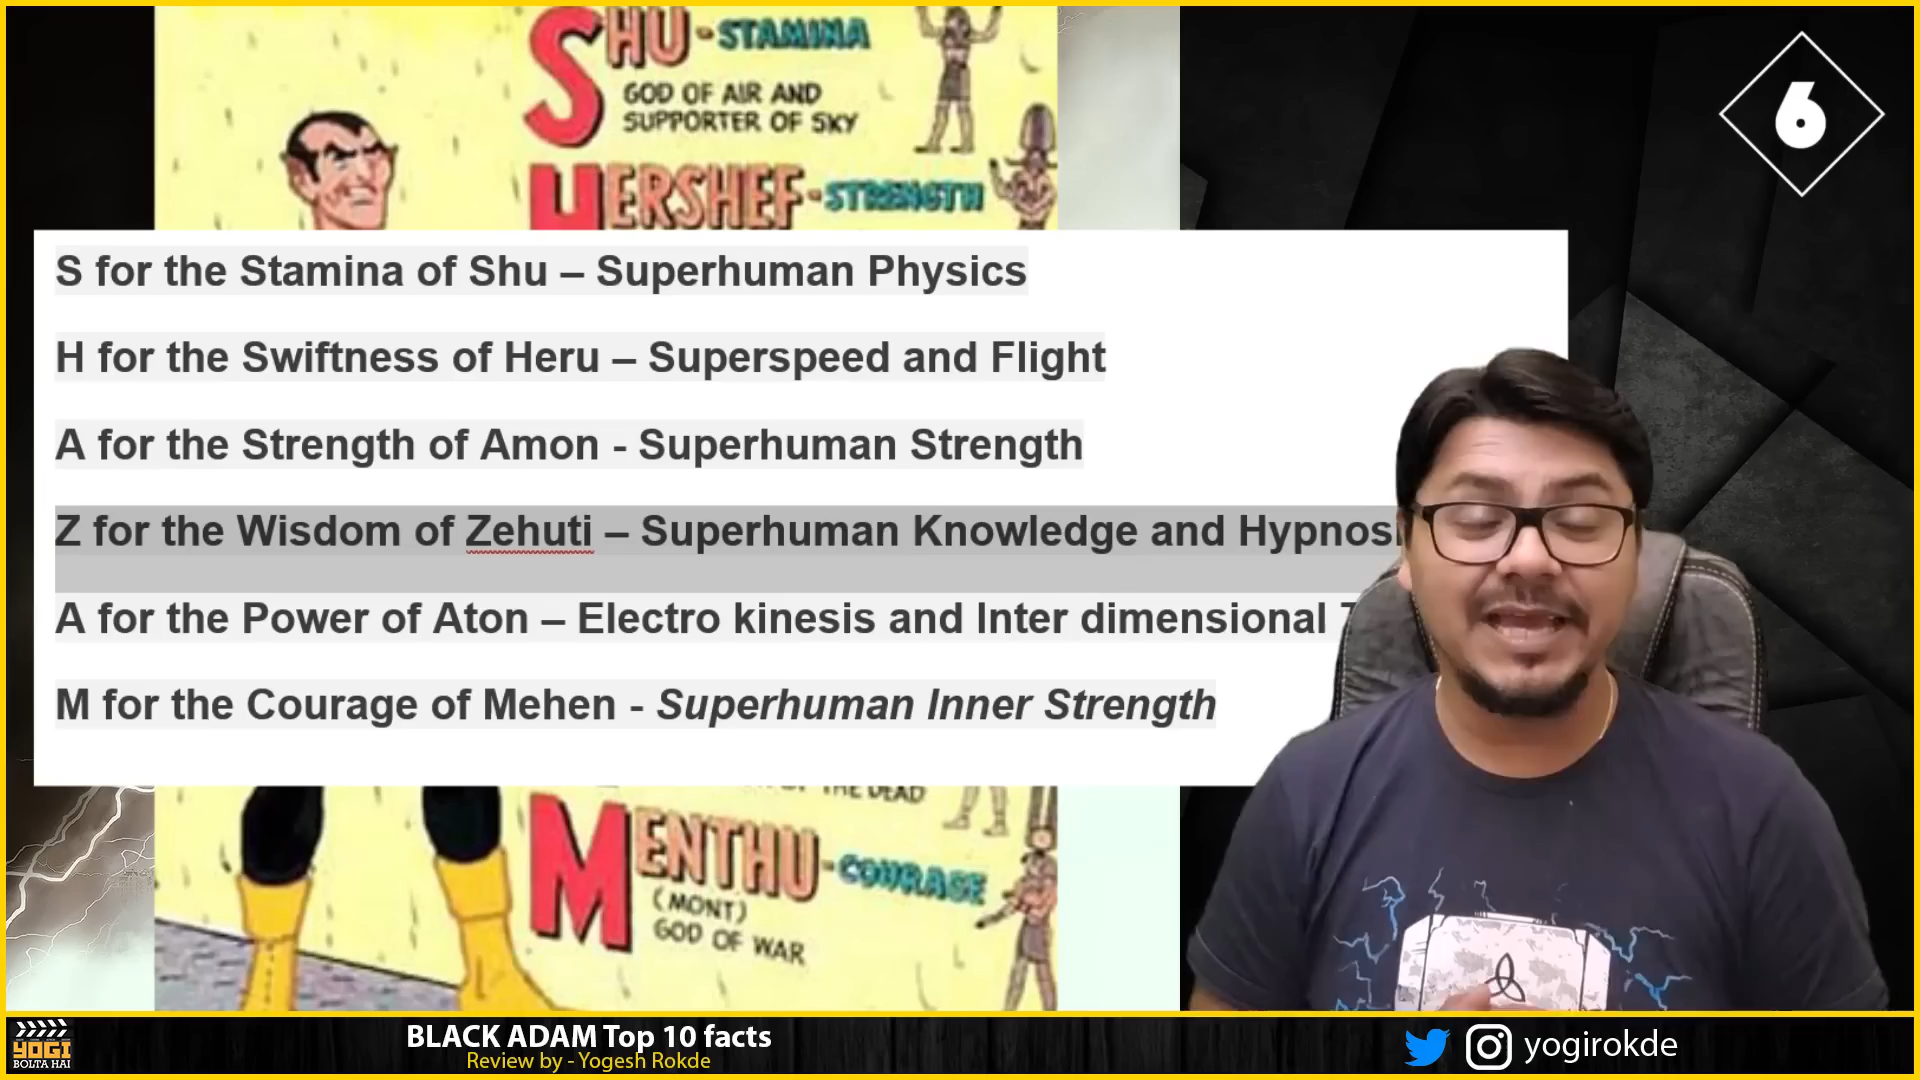 SHU - STAMINA
GOD OF AIR AND
SUPPORTER OF SKY
HERSHEF - STRENGTH
6
S for the Stamina of Shu – Superhuman Physics
H for the Swiftness of Heru – Superspeed and Flight
A for the Strength of Amon - Superhuman Strength
Z for the Wisdom of Zehuti – Superhuman Knowledge and
A for the Power of Aton – Electro kinesis and Inter dimensional
M for the Courage of Mehen - Superhuman Inner Strength
THE DEAD
MENTHU - COURAGE
(MONT)
GOD OF WAR
YOGI
BOLTA HAI
BLACK ADAM Top 10 facts
Review by - Yogesh Rokde
yogirokde